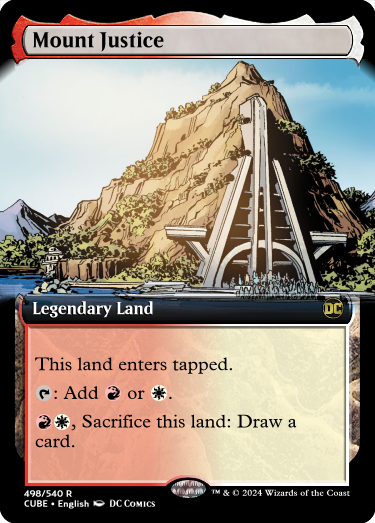 Mount Justice
Legendary Land
DC
This land enters tapped.
: Add or .
, Sacrifice this land: Draw a
card.
498/540 R
CUBE • English DC COMICS
™ & © 2024 Wizards of the Coast